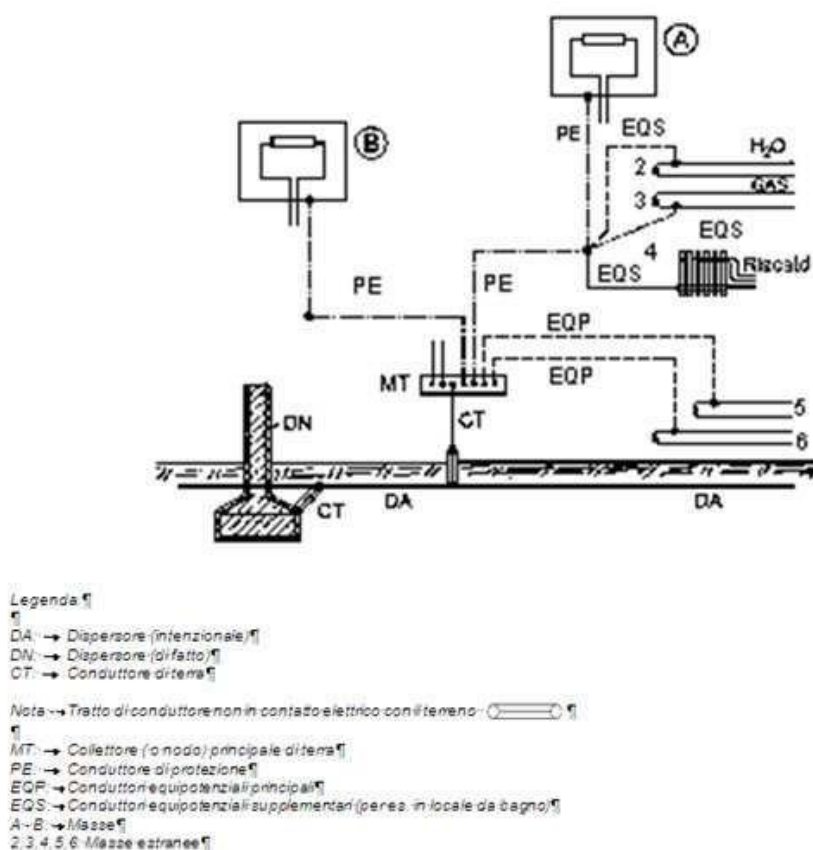 A
B
PE
EQS
H₂O
2
GAS
3
4
EQS
Riscald
EQS
PE
PE
EQP
MT
EQP
CT
5
6
DN
CT
DA
DA
Legenda:¶
¶
DA: → Dispersore (intenzionale)¶
DN: → Dispersore (di fatto)¶
CT: → Conduttore di terra¶
Nota → Tratto di conduttore non in contatto elettrico con il terreno ¶
¶
MT: → Collettore (o nodo) principale di terra¶
PE: → Conduttore di protezione¶
EQP: → Conduttori equipotenziali principali¶
EQS: → Conduttori equipotenziali supplementari (per es. in locale da bagno)¶
A-B: → Masse¶
2,3,4,5,6: Masse estranee¶